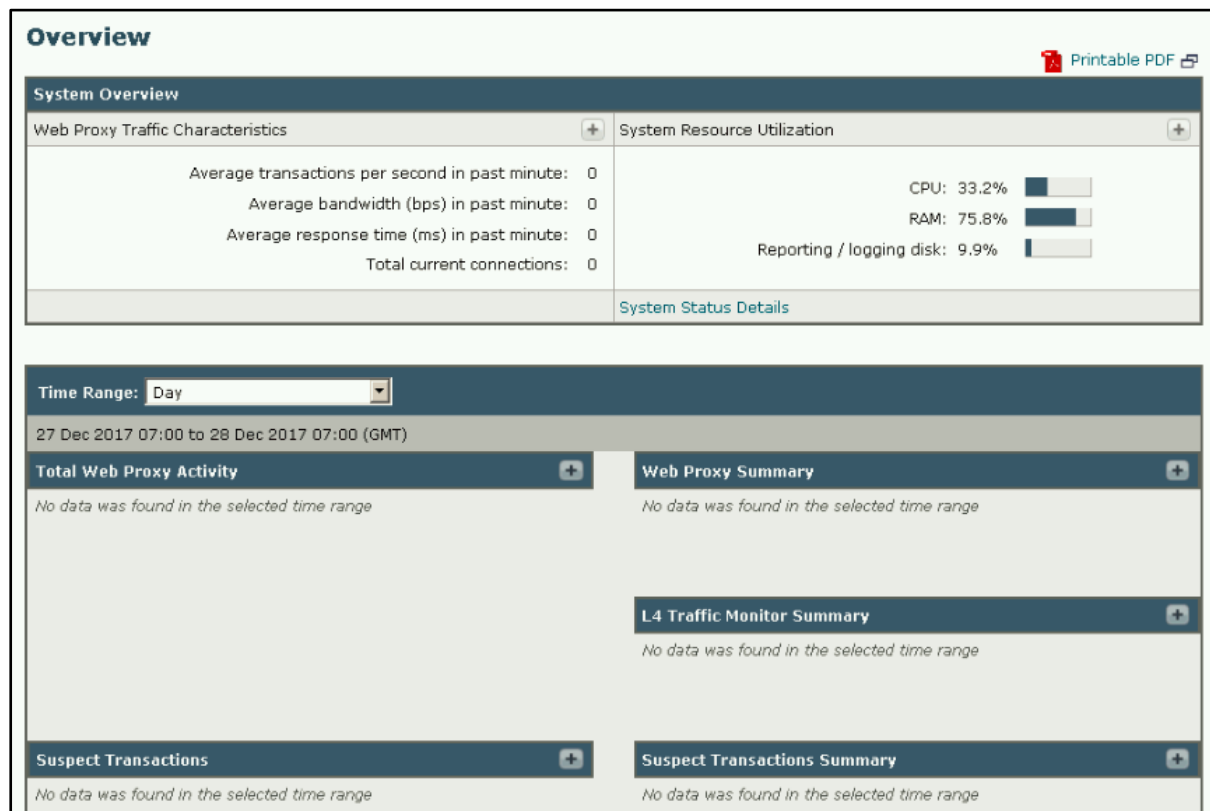 Overview
Printable PDF
System Overview
Web Proxy Traffic Characteristics
System Resource Utilization
Average transactions per second in past minute: 0
Average bandwidth (bps) in past minute: 0
Average response time (ms) in past minute: 0
Total current connections: 0
CPU: 33.2%
RAM: 75.8%
Reporting / logging disk: 9.9%
System Status Details
Time Range: Day
27 Dec 2017 07:00 to 28 Dec 2017 07:00 (GMT)
Total Web Proxy Activity
No data was found in the selected time range
Web Proxy Summary
No data was found in the selected time range
L4 Traffic Monitor Summary
No data was found in the selected time range
Suspect Transactions
No data was found in the selected time range
Suspect Transactions Summary
No data was found in the selected time range